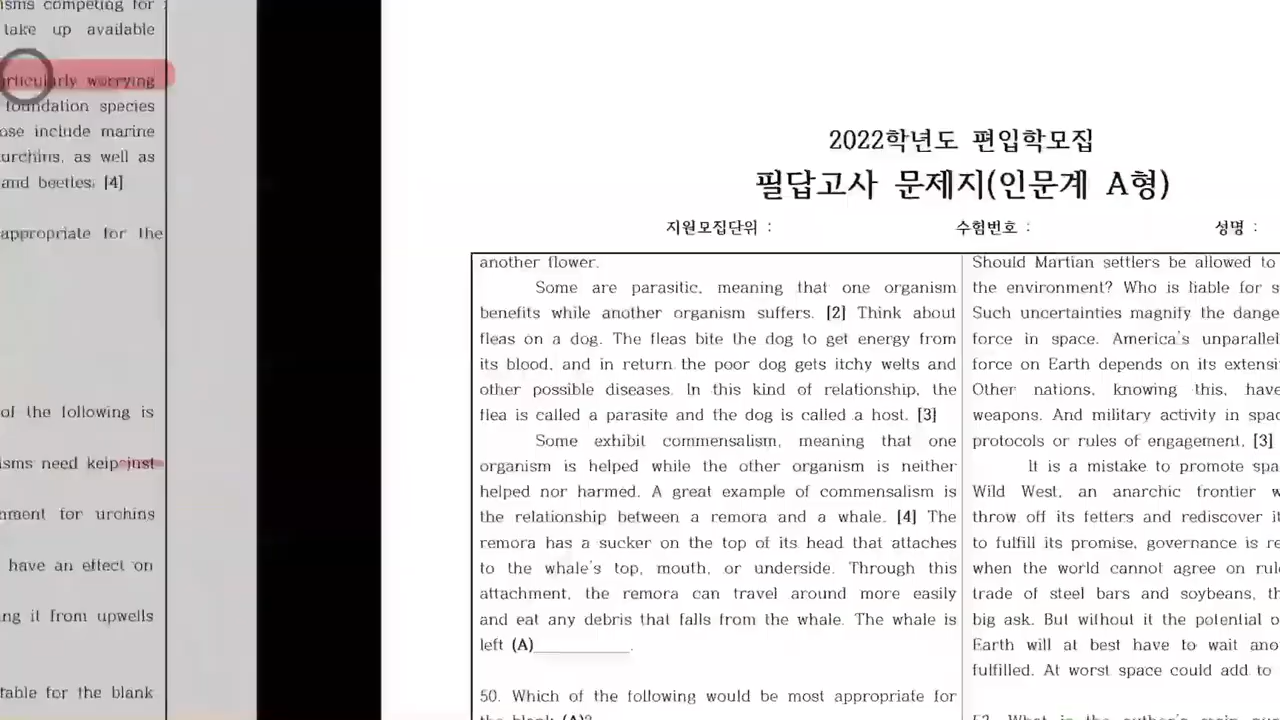 isms competing for
take up available
articularly worrying
foundation species
ose include marine
urchins, as well as
and beetles. [4]
appropriate for the
of the following is
isms need kelp just
nment for urchins
have an effect on
ng it from upwells
table for the blank
2022학년도 편입학모집
필답고사 문제지(인문계 A형)
지원모집단위 : 수험번호 : 성명 :
another flower.
Some are parasitic, meaning that one organism
benefits while another organism suffers. [2] Think about
fleas on a dog. The fleas bite the dog to get energy from
its blood, and in return the poor dog gets itchy welts and
other possible diseases. In this kind of relationship, the
flea is called a parasite and the dog is called a host. [3]
Some exhibit commensalism, meaning that one
organism is helped while the other organism is neither
helped nor harmed. A great example of commensalism is
the relationship between a remora and a whale. [4] The
remora has a sucker on the top of its head that attaches
to the whale's top, mouth, or underside. Through this
attachment, the remora can travel around more easily
and eat any debris that falls from the whale. The whale is
left (A)____________.
50. Which of the following would be most appropriate for
the blank (A)?
Should Martian settlers be allowed to
the environment? Who is liable for s
Such uncertainties magnify the dange
force in space. America's unparallel
force on Earth depends on its extensi
Other nations, knowing this, have
weapons. And military activity in spac
protocols or rules of engagement. [3]
It is a mistake to promote spa
Wild West, an anarchic frontier w
throw off its fetters and rediscover it
to fulfill its promise, governance is re
when the world cannot agree on rule
trade of steel bars and soybeans, th
big ask. But without it the potential o
Earth will at best have to wait ano
fulfilled. At worst space could add to